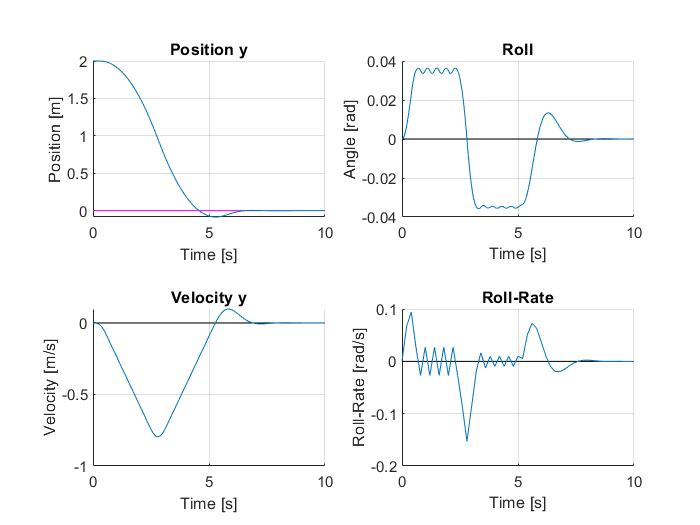 Position y
2
1.5
1
0.5
0
Position [m]
0 5 10
Time [s]
Roll
0.04
0.02
0
-0.02
-0.04
Angle [rad]
0 5 10
Time [s]
Velocity y
0
-0.5
-1
Velocity [m/s]
0 5 10
Time [s]
Roll-Rate
0.1
0
-0.1
-0.2
Roll-Rate [rad/s]
0 5 10
Time [s]